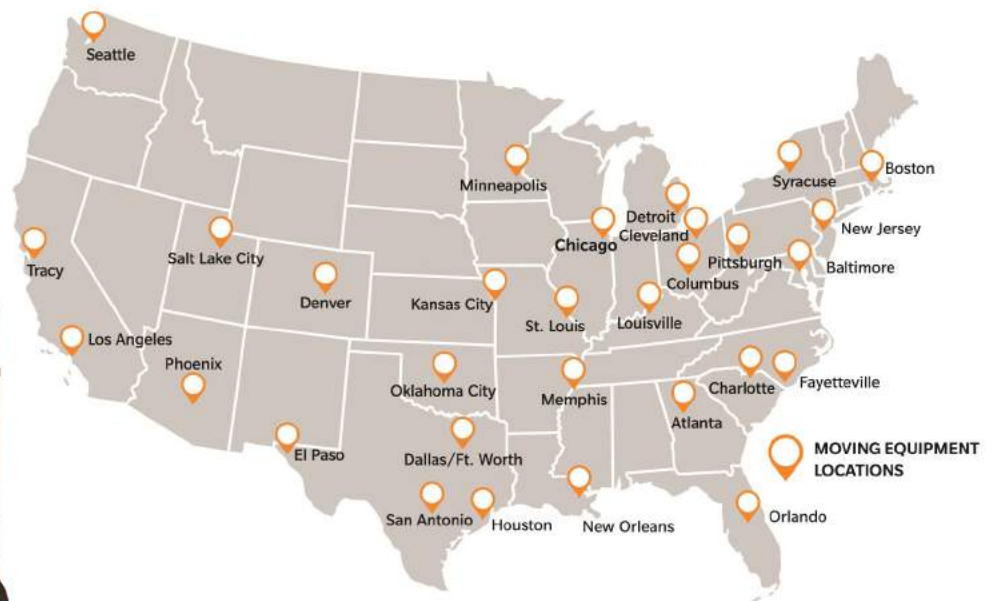 Seattle
Minneapolis
Syracuse
Boston
Detroit
New Jersey
Chicago
Cleveland
Salt Lake City
Pittsburgh
Baltimore
Tracy
Columbus
Denver
Kansas City
St. Louis
Louisville
Los Angeles
Phoenix
Oklahoma City
Memphis
Charlotte
Fayetteville
Atlanta
El Paso
Dallas/Ft. Worth
MOVING EQUIPMENT
LOCATIONS
San Antonio
Houston
New Orleans
Orlando